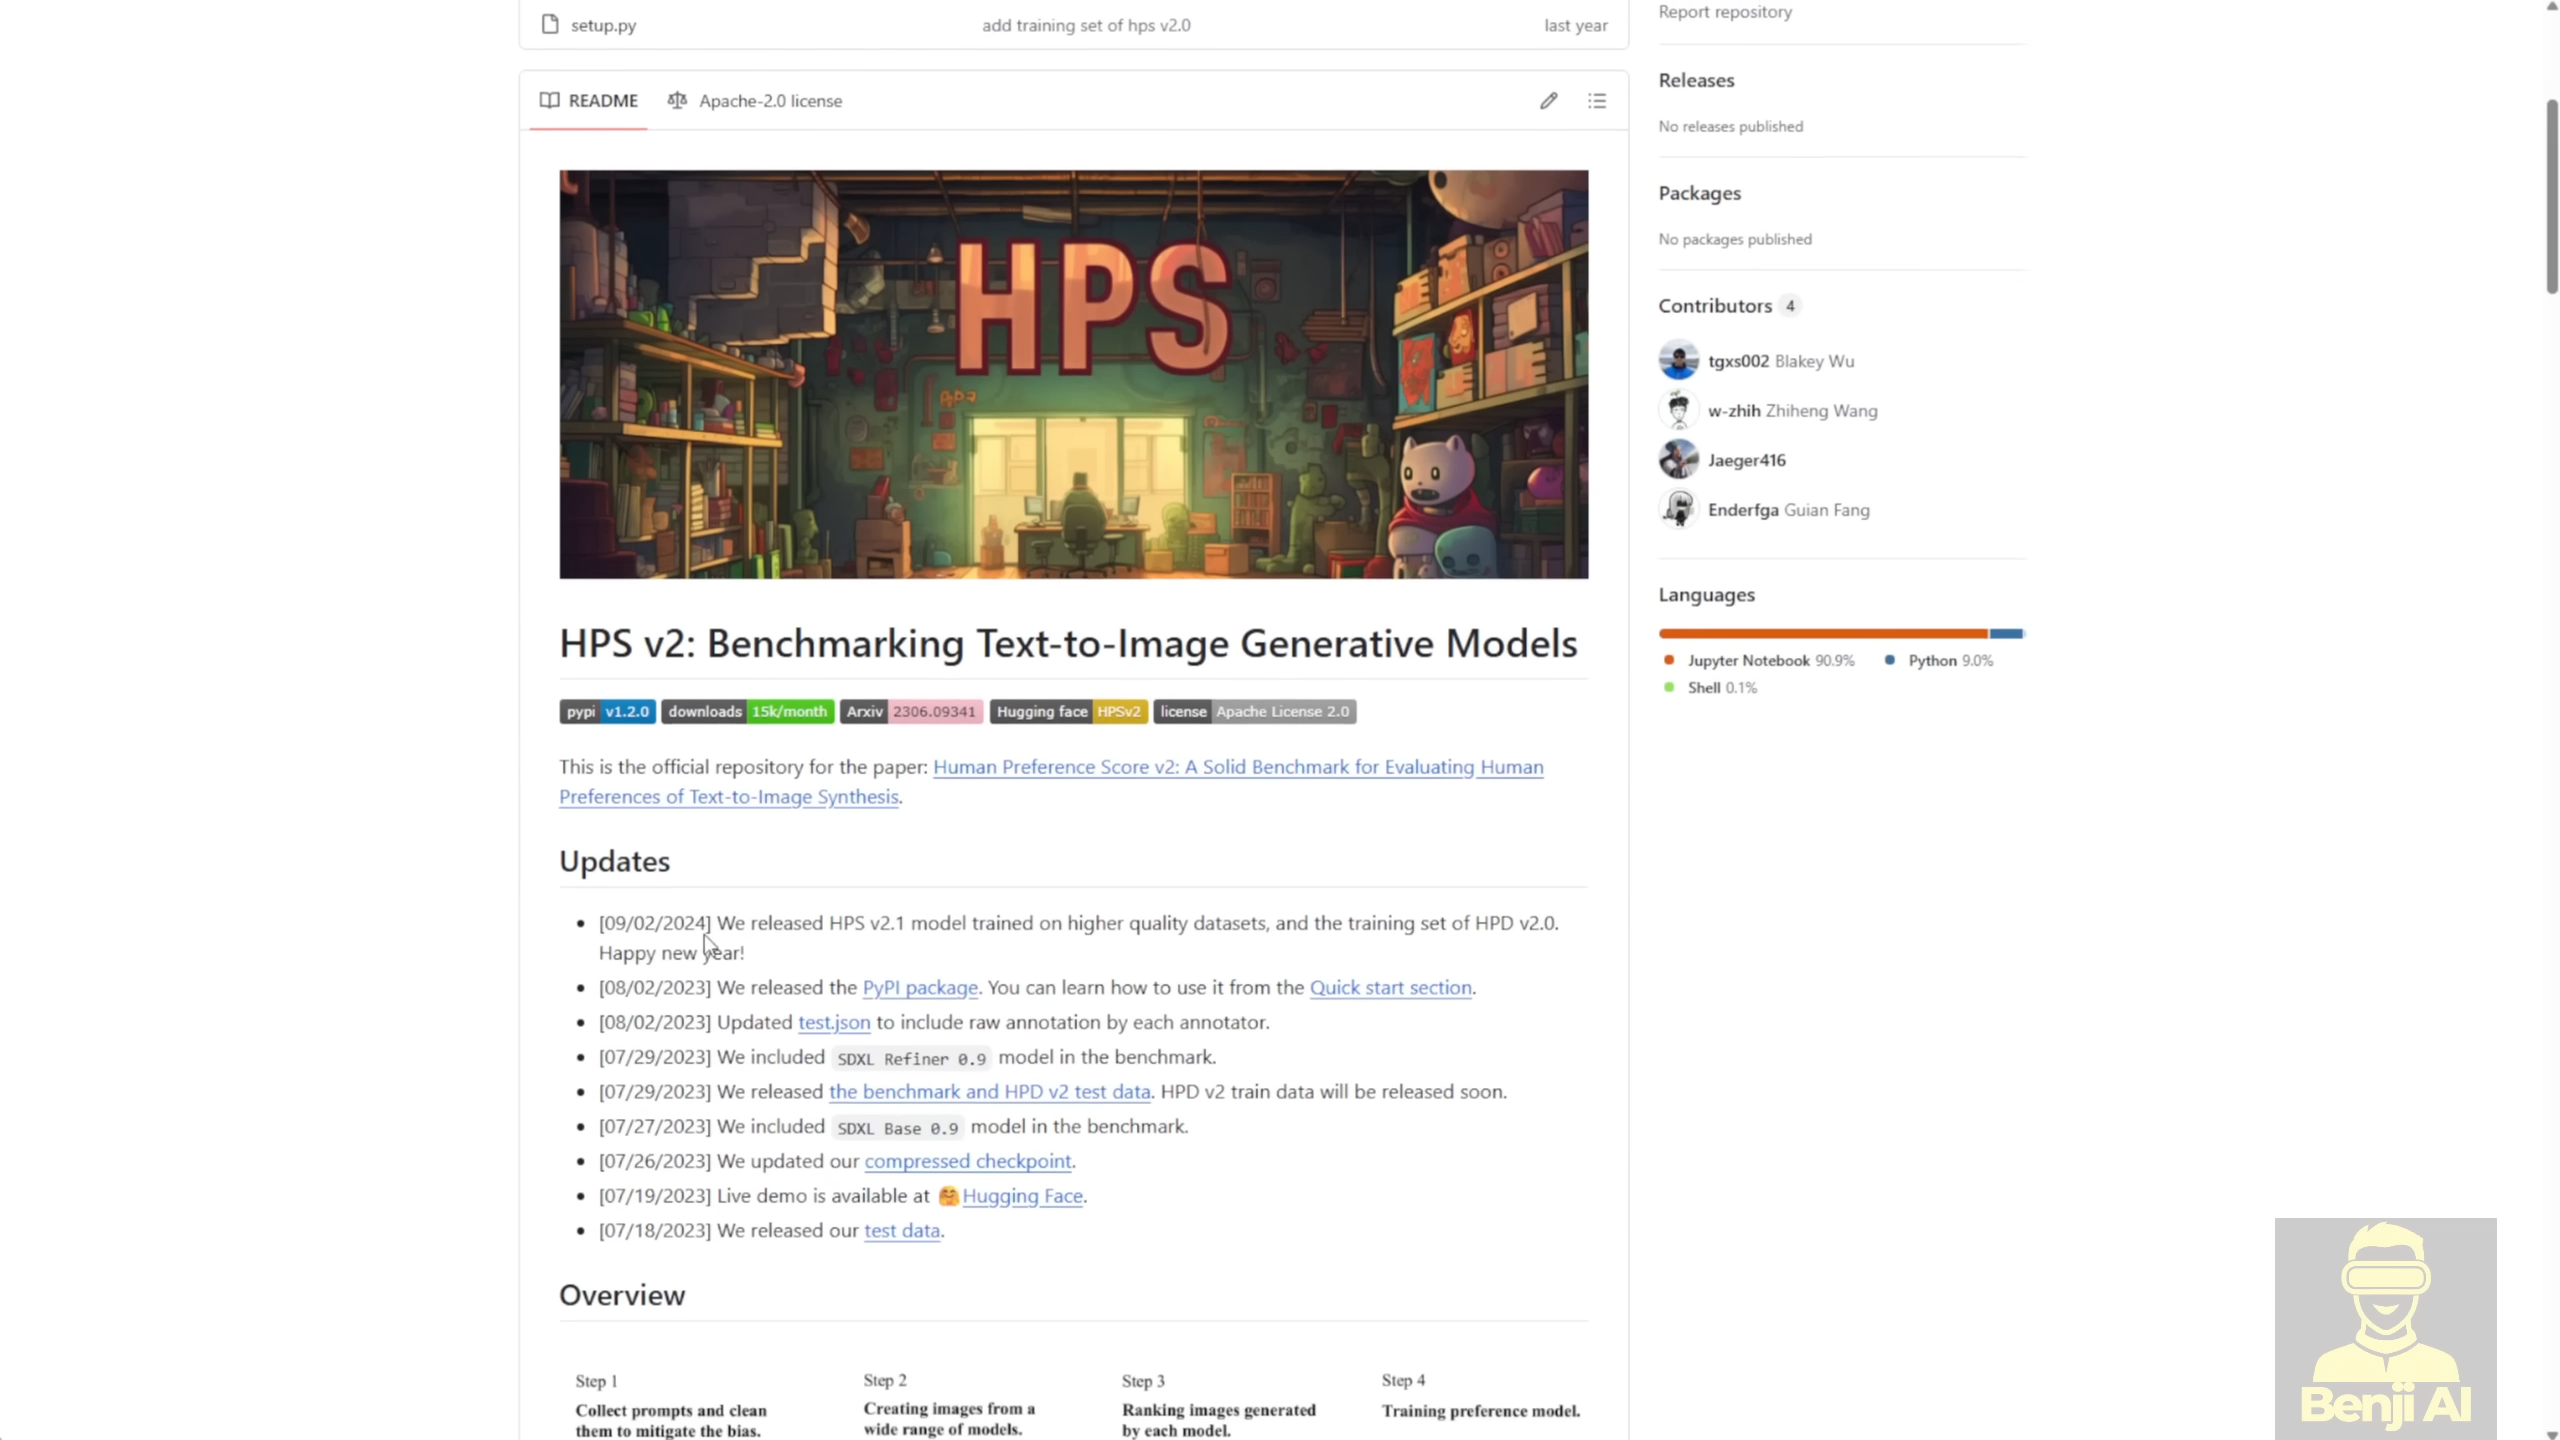 setup.py add training set of hps v2.0 last year
README Apache-2.0 license
HPS
HPS v2: Benchmarking Text-to-Image Generative Models
pypi v1.2.0 downloads 15k/month Arxiv 2306.09341 Hugging face HPSv2 license Apache License 2.0
This is the official repository for the paper: Human Preference Score v2: A Solid Benchmark for Evaluating Human
Preferences of Text-to-Image Synthesis.
Updates
[09/02/2024] We released HPS v2.1 model trained on higher quality datasets, and the training set of HPD v2.0.
Happy new year!
[08/02/2023] We released the PyPI package. You can learn how to use it from the Quick start section.
[08/02/2023] Updated test.json to include raw annotation by each annotator.
[07/29/2023] We included SDXL Refiner 0.9 model in the benchmark.
[07/29/2023] We released the benchmark and HPD v2 test data. HPD v2 train data will be released soon.
[07/27/2023] We included SDXL Base 0.9 model in the benchmark.
[07/26/2023] We updated our compressed checkpoint.
[07/19/2023] Live demo is available at 🤗 Hugging Face.
[07/18/2023] We released our test data.
Overview
Step 1
Collect prompts and clean
them to mitigate the bias.
Step 2
Creating images from a
wide range of models.
Step 3
Ranking images generated
by each model.
Step 4
Training preference model.
Report repository
Releases
No releases published
Packages
No packages published
Contributors 4
tgxs002 Blakey Wu
w-zhih Zhiheng Wang
Jaeger416
Enderfga Guian Fang
Languages
Jupyter Notebook 90.9% Python 9.0%
Shell 0.1%
Benji AI